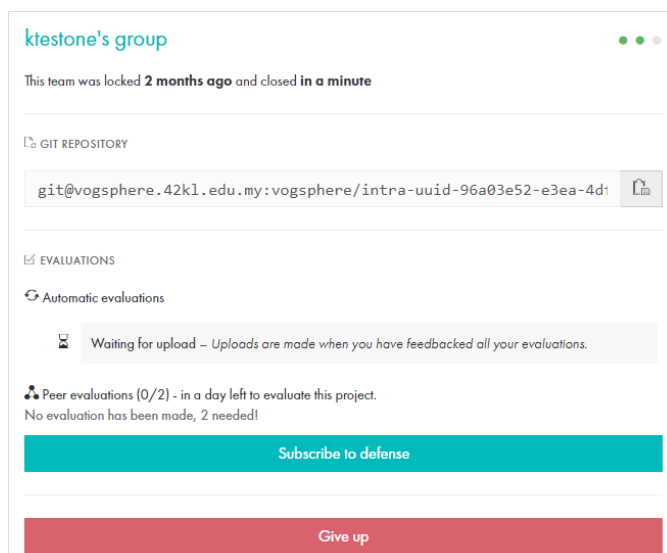 ktestone's group
This team was locked 2 months ago and closed in a minute
GIT REPOSITORY
git@vogsphere.42kl.edu.my:vogsphere/intra-uuid-96a03e52-e3ea-4df
EVALUATIONS
Automatic evaluations
Waiting for upload – Uploads are made when you have feedbacked all your evaluations.
Peer evaluations (0/2) - in a day left to evaluate this project.
No evaluation has been made, 2 needed!
Subscribe to defense
Give up